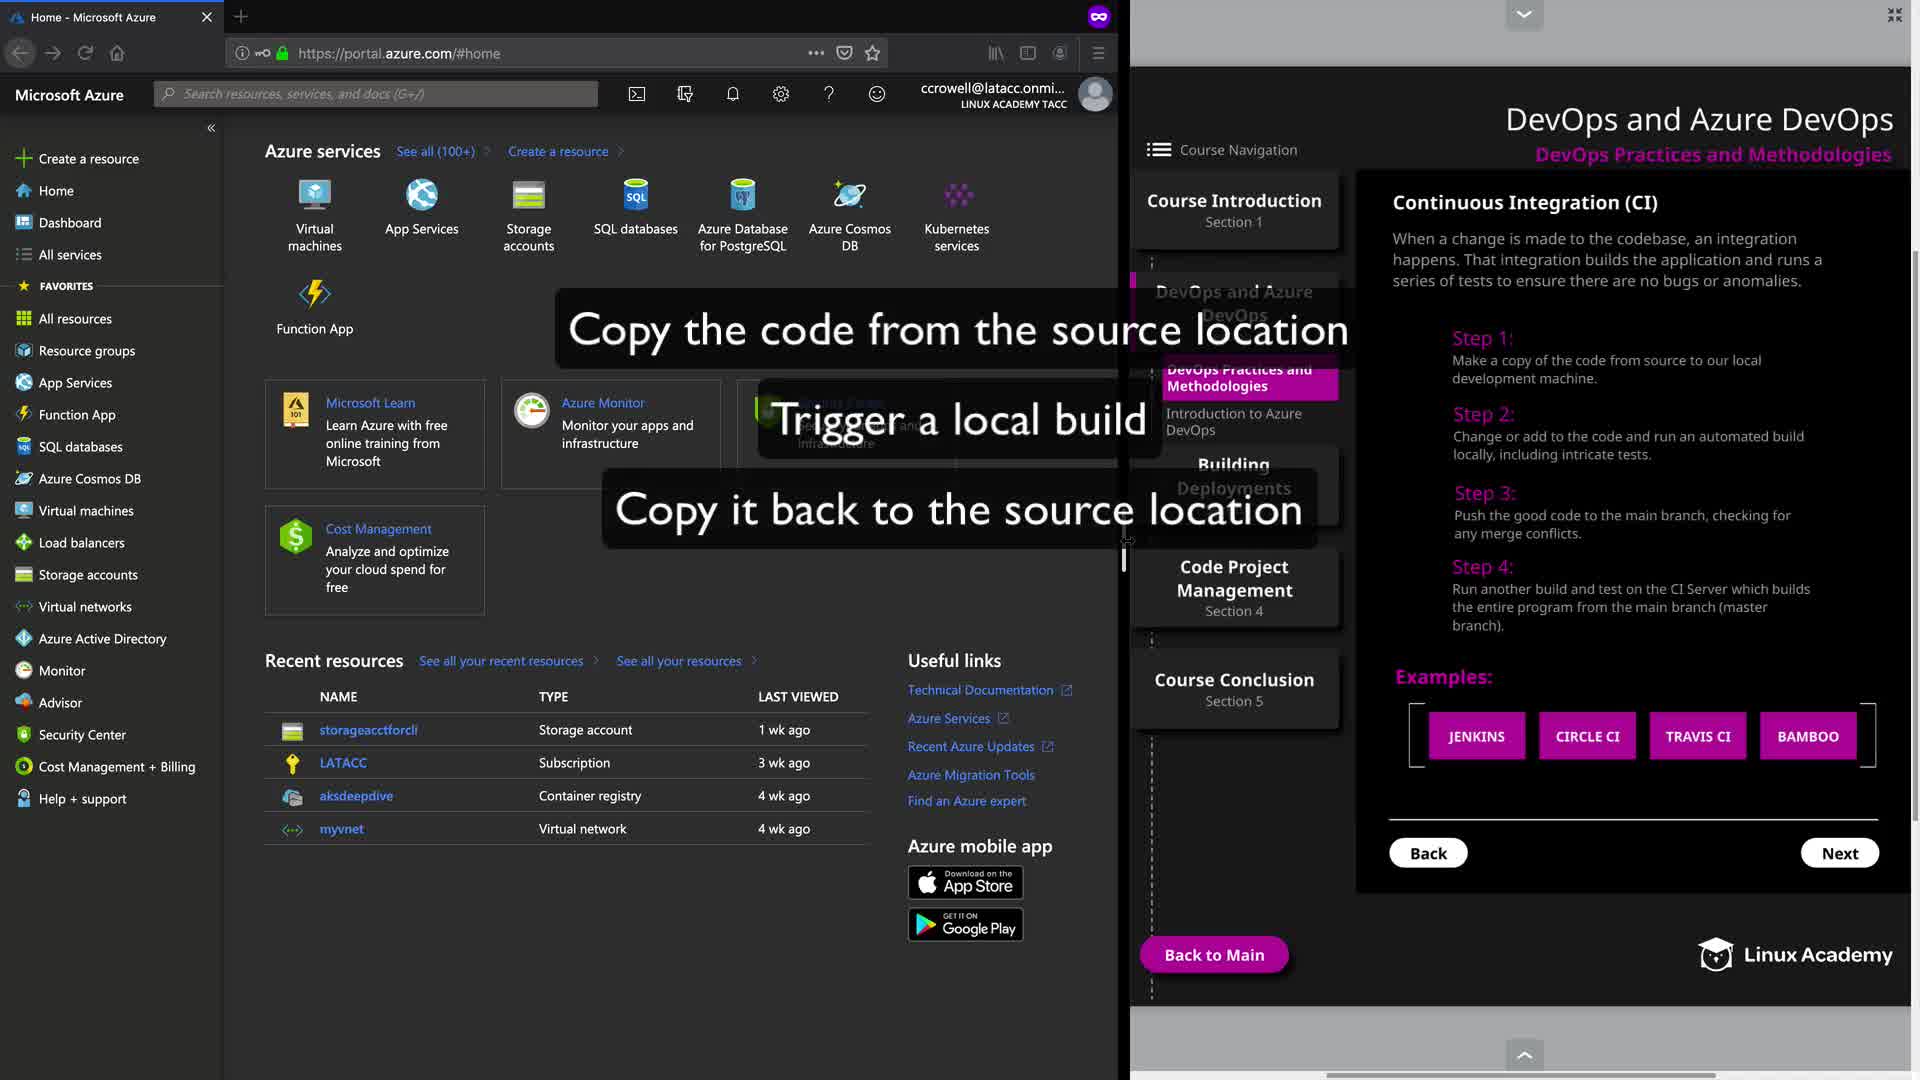 Home - Microsoft Azure
https://portal.azure.com/#home
Microsoft Azure
Search resources, services, and docs (G+/)
ccrowell@latacc.onmi...
LINUX ACADEMY TACC
Create a resource
Home
Dashboard
All services
FAVORITES
All resources
Resource groups
App Services
Function App
SQL databases
Azure Cosmos DB
Virtual machines
Load balancers
Storage accounts
Virtual networks
Azure Active Directory
Monitor
Advisor
Security Center
Cost Management + Billing
Help + support
Azure services
See all (100+)
Create a resource
Virtual
machines
App Services
Storage
accounts
SQL
SQL databases
Azure Database
for PostgreSQL
Azure Cosmos
DB
Kubernetes
services
Function App
Copy the code from the source location
Trigger a local build
Copy it back to the source location
101
Microsoft Learn
Learn Azure with free
online training from
Microsoft
Azure Monitor
Monitor your apps and
infrastructure
Cost Management
Analyze and optimize
your cloud spend for
free
Recent resources
See all your recent resources
See all your resources
NAME TYPE LAST VIEWED
storageacctforcli Storage account 1 wk ago
LATACC Subscription 3 wk ago
aksdeepdive Container registry 4 wk ago
myvnet Virtual network 4 wk ago
Useful links
Technical Documentation
Azure Services
Recent Azure Updates
Azure Migration Tools
Find an Azure expert
Azure mobile app
Download on the
App Store
GET IT ON
Google Play
DevOps and Azure DevOps
DevOps Practices and Methodologies
Course Navigation
Course Introduction
Section 1
DevOps and Azure
DevOps
DevOps Practices and
Methodologies
Introduction to Azure
DevOps
Building
Deployments
Code Project
Management
Section 4
Course Conclusion
Section 5
Back to Main
Continuous Integration (CI)
When a change is made to the codebase, an integration
happens. That integration builds the application and runs a
series of tests to ensure there are no bugs or anomalies.
Step 1:
Make a copy of the code from source to our local
development machine.
Step 2:
Change or add to the code and run an automated build
locally, including intricate tests.
Step 3:
Push the good code to the main branch, checking for
any merge conflicts.
Step 4:
Run another build and test on the CI Server which builds
the entire program from the main branch (master
branch).
Examples:
JENKINS
CIRCLE CI
TRAVIS CI
BAMBOO
Back
Next
Linux Academy